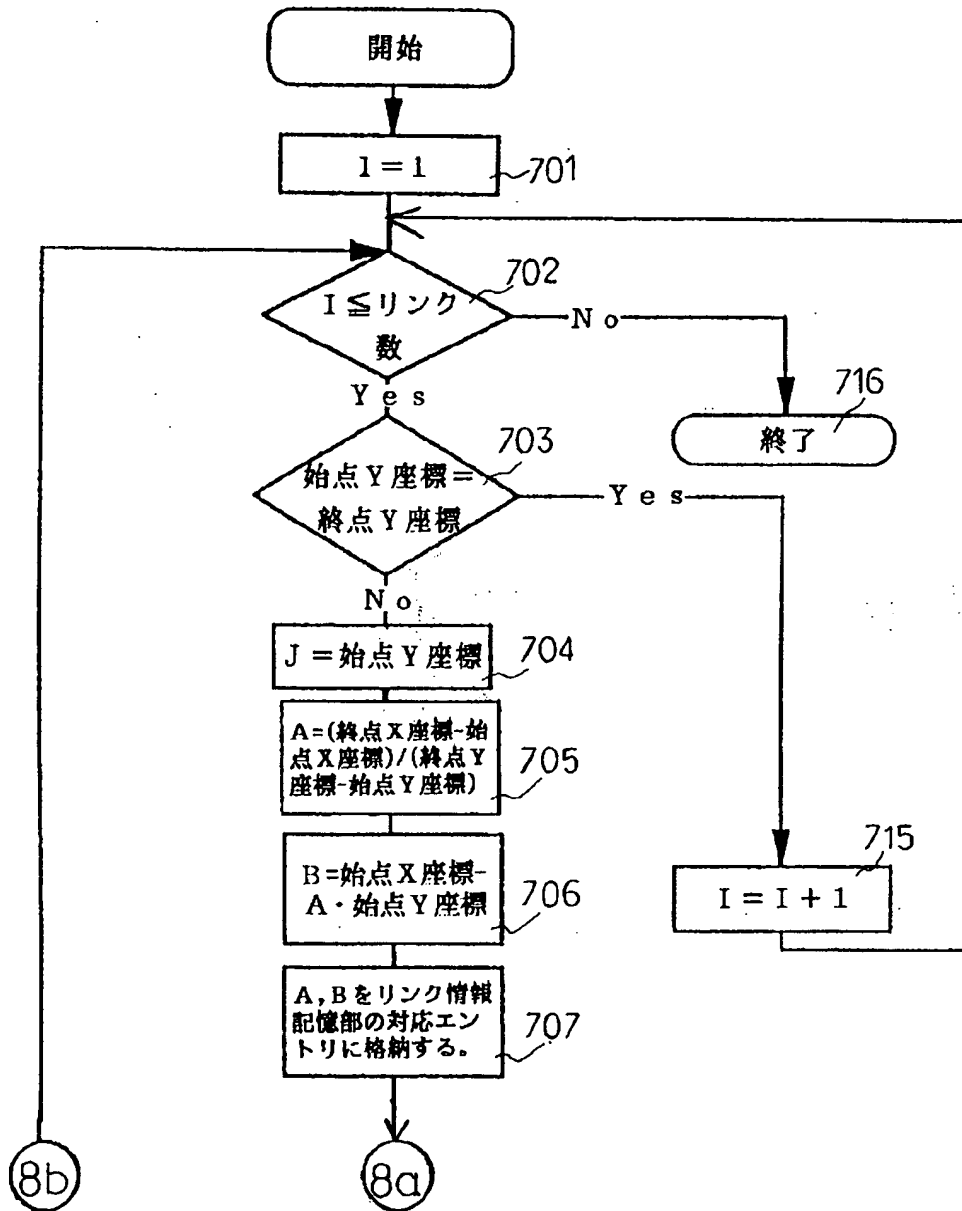 開始
I = 1
701
I ≦リンク
数
702
No
Yes
716
終了
始点Y座標＝
終点Y座標
703
Yes
No
J＝始点Y座標
704
A=(終点X座標-始
点X座標)/(終点Y
座標-始点Y座標)
705
B=始点X座標-
A・始点Y座標
706
715
I = I + 1
A,Bをリンク情報
記憶部の対応エン
トリに格納する。
707
8b
8a